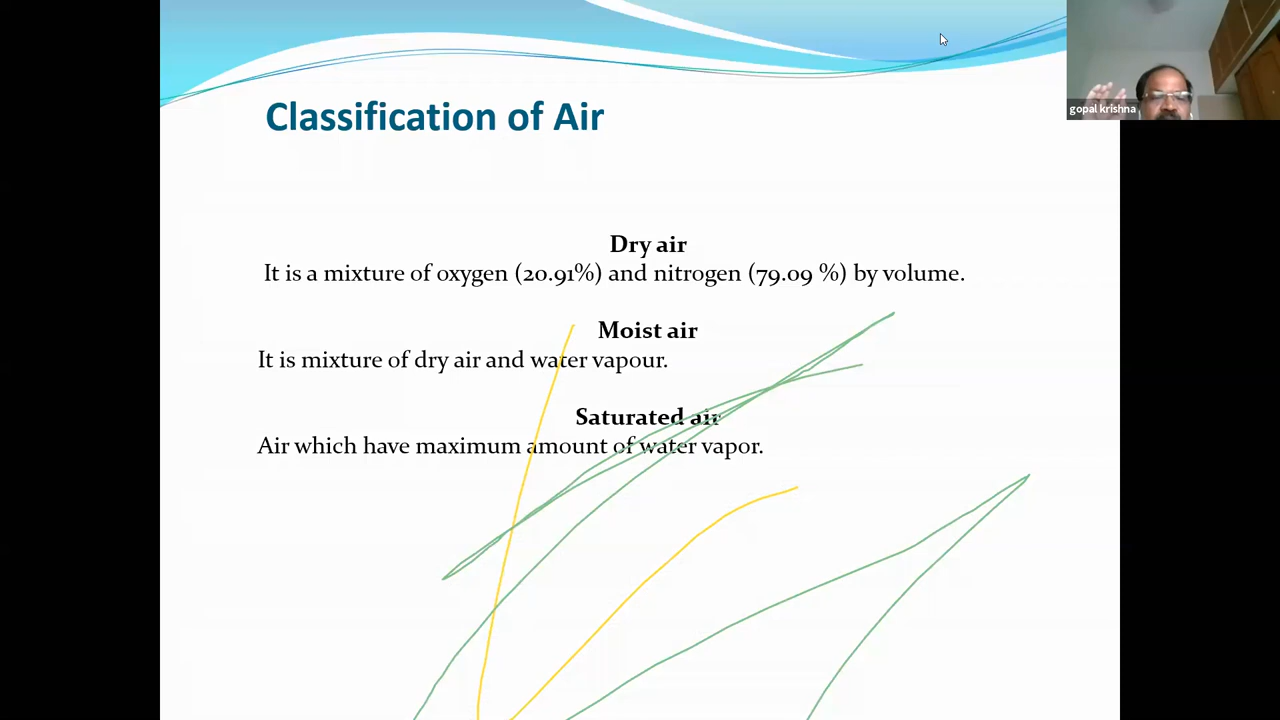 Classification of Air
gopal krishna
Dry air
It is a mixture of oxygen (20.91%) and nitrogen (79.09 %) by volume.
Moist air
It is mixture of dry air and water vapour.
Saturated air
Air which have maximum amount of water vapor.